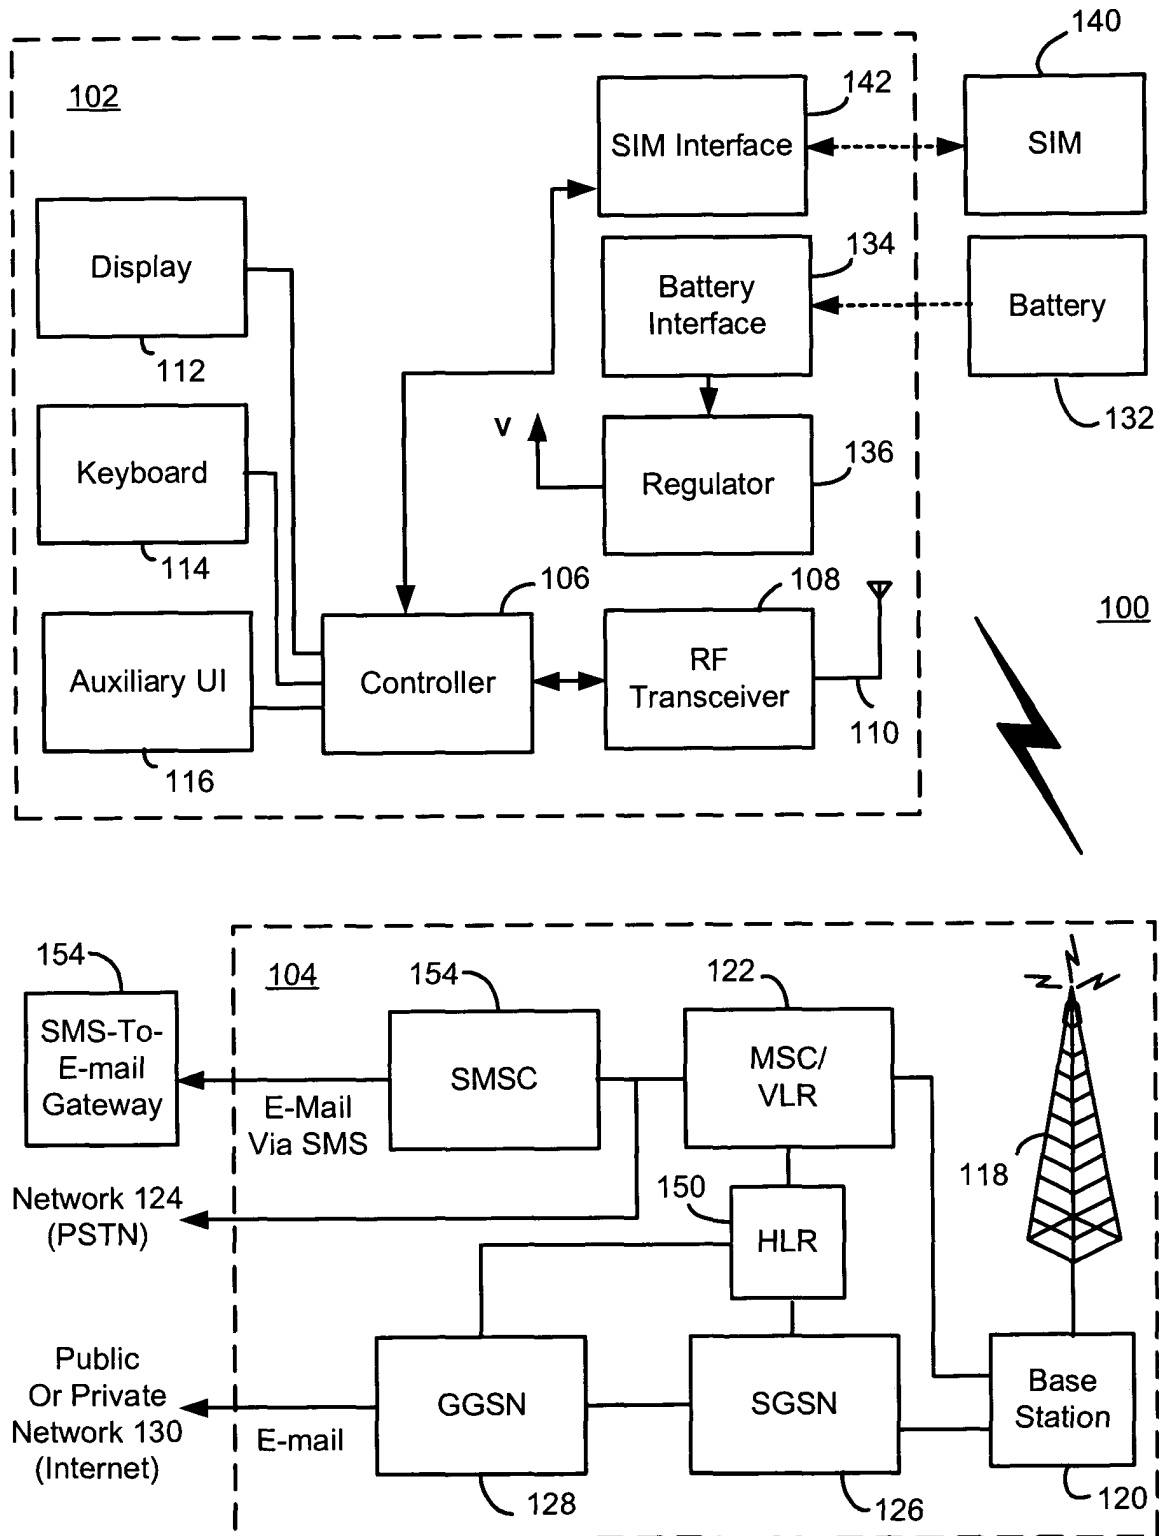 140
102
142
SIM Interface
SIM
Display
134
Battery
Interface
Battery
112
132
V
Keyboard
136
Regulator
114
106
108
100
Auxiliary UI
Controller
RF
Transceiver
110
116
154
104
154
122
SMS-To-
E-mail
Gateway
SMSC
MSC/
VLR
E-Mail
Via SMS
118
Network 124
(PSTN)
150
HLR
Public
Or Private
Network 130
(Internet)
E-mail
GGSN
SGSN
Base
Station
128
126
120